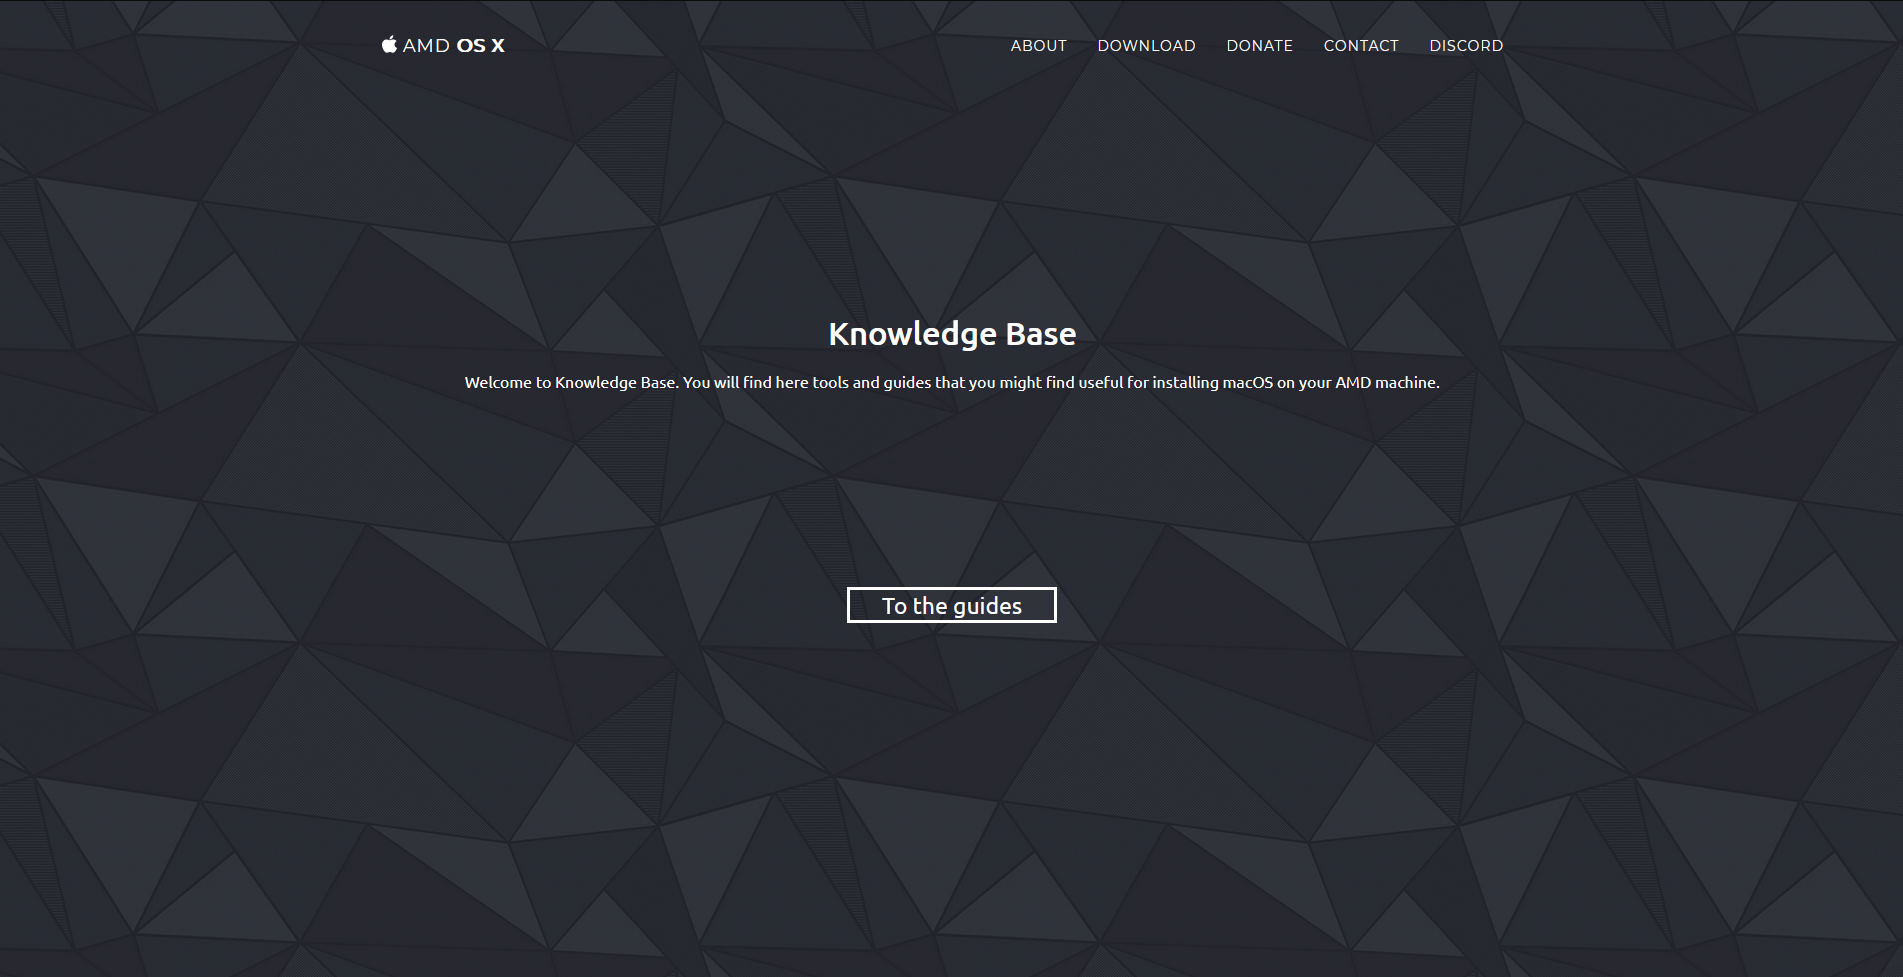 AMD OS X
ABOUT DOWNLOAD DONATE CONTACT DISCORD
Knowledge Base
Welcome to Knowledge Base. You will find here tools and guides that you might find useful for installing macOS on your AMD machine.
To the guides